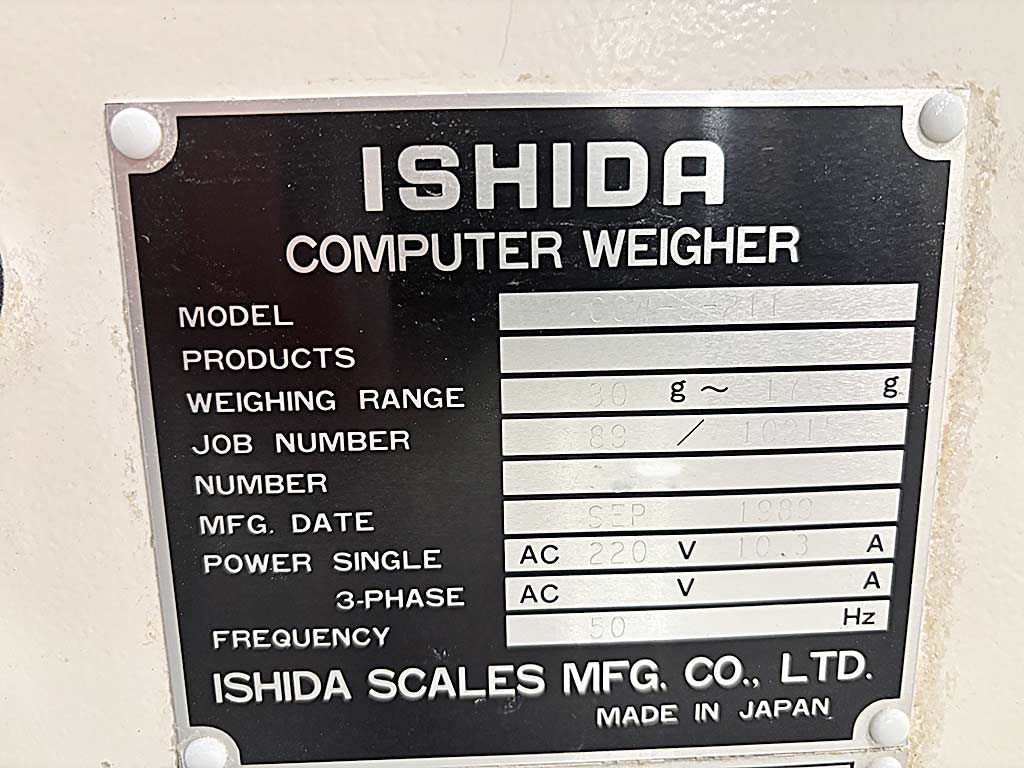 ISHIDA
COMPUTER WEIGHER
MODEL
PRODUCTS
WEIGHING RANGE 30 g ~ g
JOB NUMBER 89 /
NUMBER
MFG. DATE SEP 1989
POWER SINGLE AC 220 V 10.3 A
3-PHASE AC V A
FREQUENCY 50 Hz
ISHIDA SCALES MFG. CO., LTD.
MADE IN JAPAN